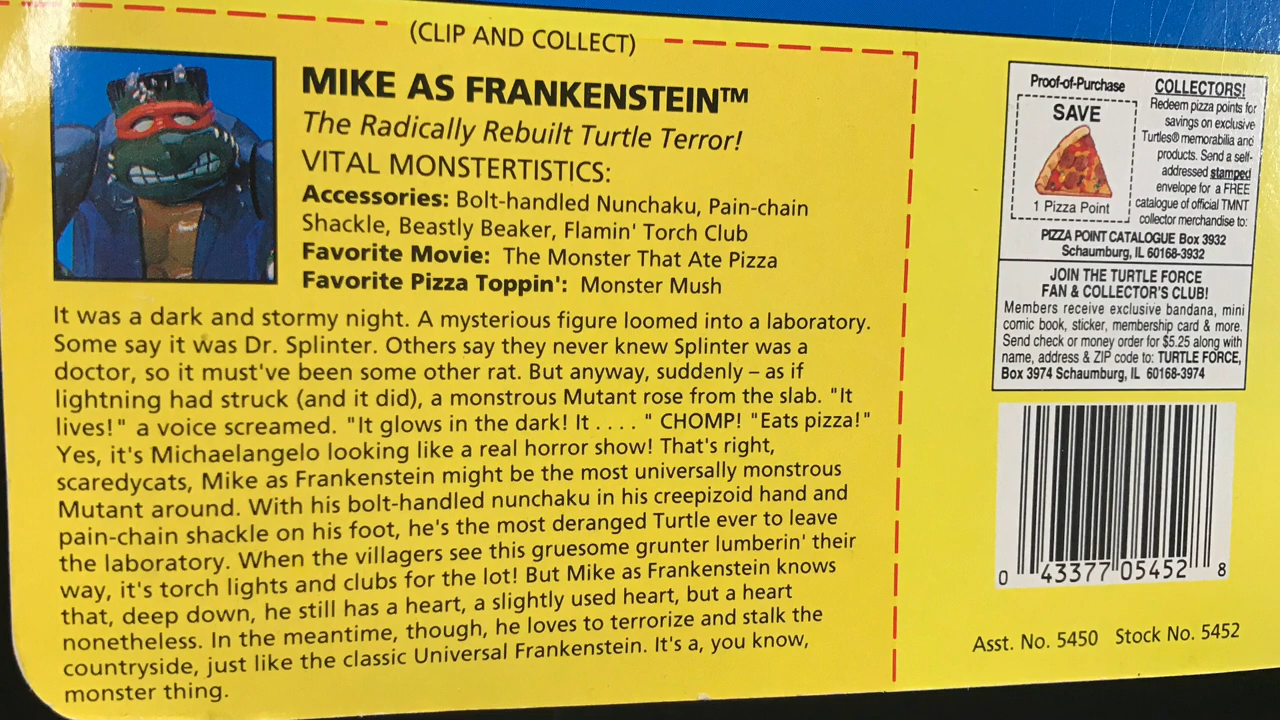 (CLIP AND COLLECT)
MIKE AS FRANKENSTEIN™
The Radically Rebuilt Turtle Terror!
VITAL MONSTERTISTICS:
Accessories: Bolt-handled Nunchaku, Pain-chain
Shackle, Beastly Beaker, Flamin' Torch Club
Favorite Movie: The Monster That Ate Pizza
Favorite Pizza Toppin': Monster Mush
It was a dark and stormy night. A mysterious figure loomed into a laboratory.
Some say it was Dr. Splinter. Others say they never knew Splinter was a
doctor, so it must've been some other rat. But anyway, suddenly – as if
lightning had struck (and it did), a monstrous Mutant rose from the slab. "It
lives!" a voice screamed. "It glows in the dark! It . . . . " CHOMP! "Eats pizza!"
Yes, it's Michaelangelo looking like a real horror show! That's right,
scaredycats, Mike as Frankenstein might be the most universally monstrous
Mutant around. With his bolt-handled nunchaku in his creepizoid hand and
pain-chain shackle on his foot, he's the most deranged Turtle ever to leave
the laboratory. When the villagers see this gruesome grunter lumberin' their
way, it's torch lights and clubs for the lot! But Mike as Frankenstein knows
that, deep down, he still has a heart, a slightly used heart, but a heart
nonetheless. In the meantime, though, he loves to terrorize and stalk the
countryside, just like the classic Universal Frankenstein. It's a, you know,
monster thing.
Proof-of-Purchase
SAVE
1 Pizza Point
COLLECTORS!
Redeem pizza points for
savings on exclusive
Turtles® memorabilia and
products. Send a self-
addressed stamped
envelope for a FREE
catalogue of official TMNT
collector merchandise to:
PIZZA POINT CATALOGUE Box 3932
Schaumburg, IL 60168-3932
JOIN THE TURTLE FORCE
FAN & COLLECTOR'S CLUB!
Members receive exclusive bandana, mini
comic book, sticker, membership card & more.
Send check or money order for $5.25 along with
name, address & ZIP code to: TURTLE FORCE,
Box 3974 Schaumburg, IL 60168-3974
0 43377 05452 8
Asst. No. 5450 Stock No. 5452